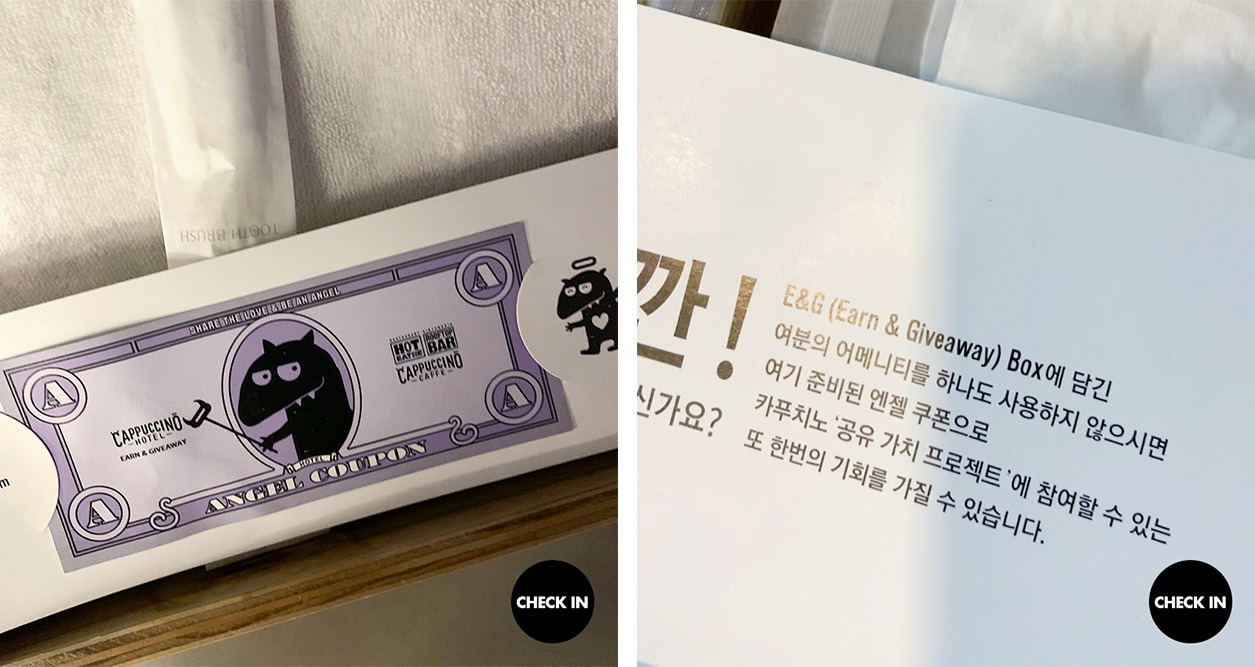 TOOTH BRUSH
SHARE THE LOVE & BE AN ANGEL
A
A
A
A
CAPPUCCINO
HOTEL
EARN & GIVEAWAY
HOT
EATSUE
ROOFTOP
BAR
CAPPUCCINO
CAFFE
HOTEL
ANGEL COUPON
m
CHECK IN
까!
신가요?
E&G (Earn & Giveaway) Box에 담긴
여분의 어메니티를 하나도 사용하지 않으시면
여기 준비된 엔젤 쿠폰으로
카푸치노 '공유 가치 프로젝트'에 참여할 수 있는
또 한번의 기회를 가질 수 있습니다.
CHECK IN